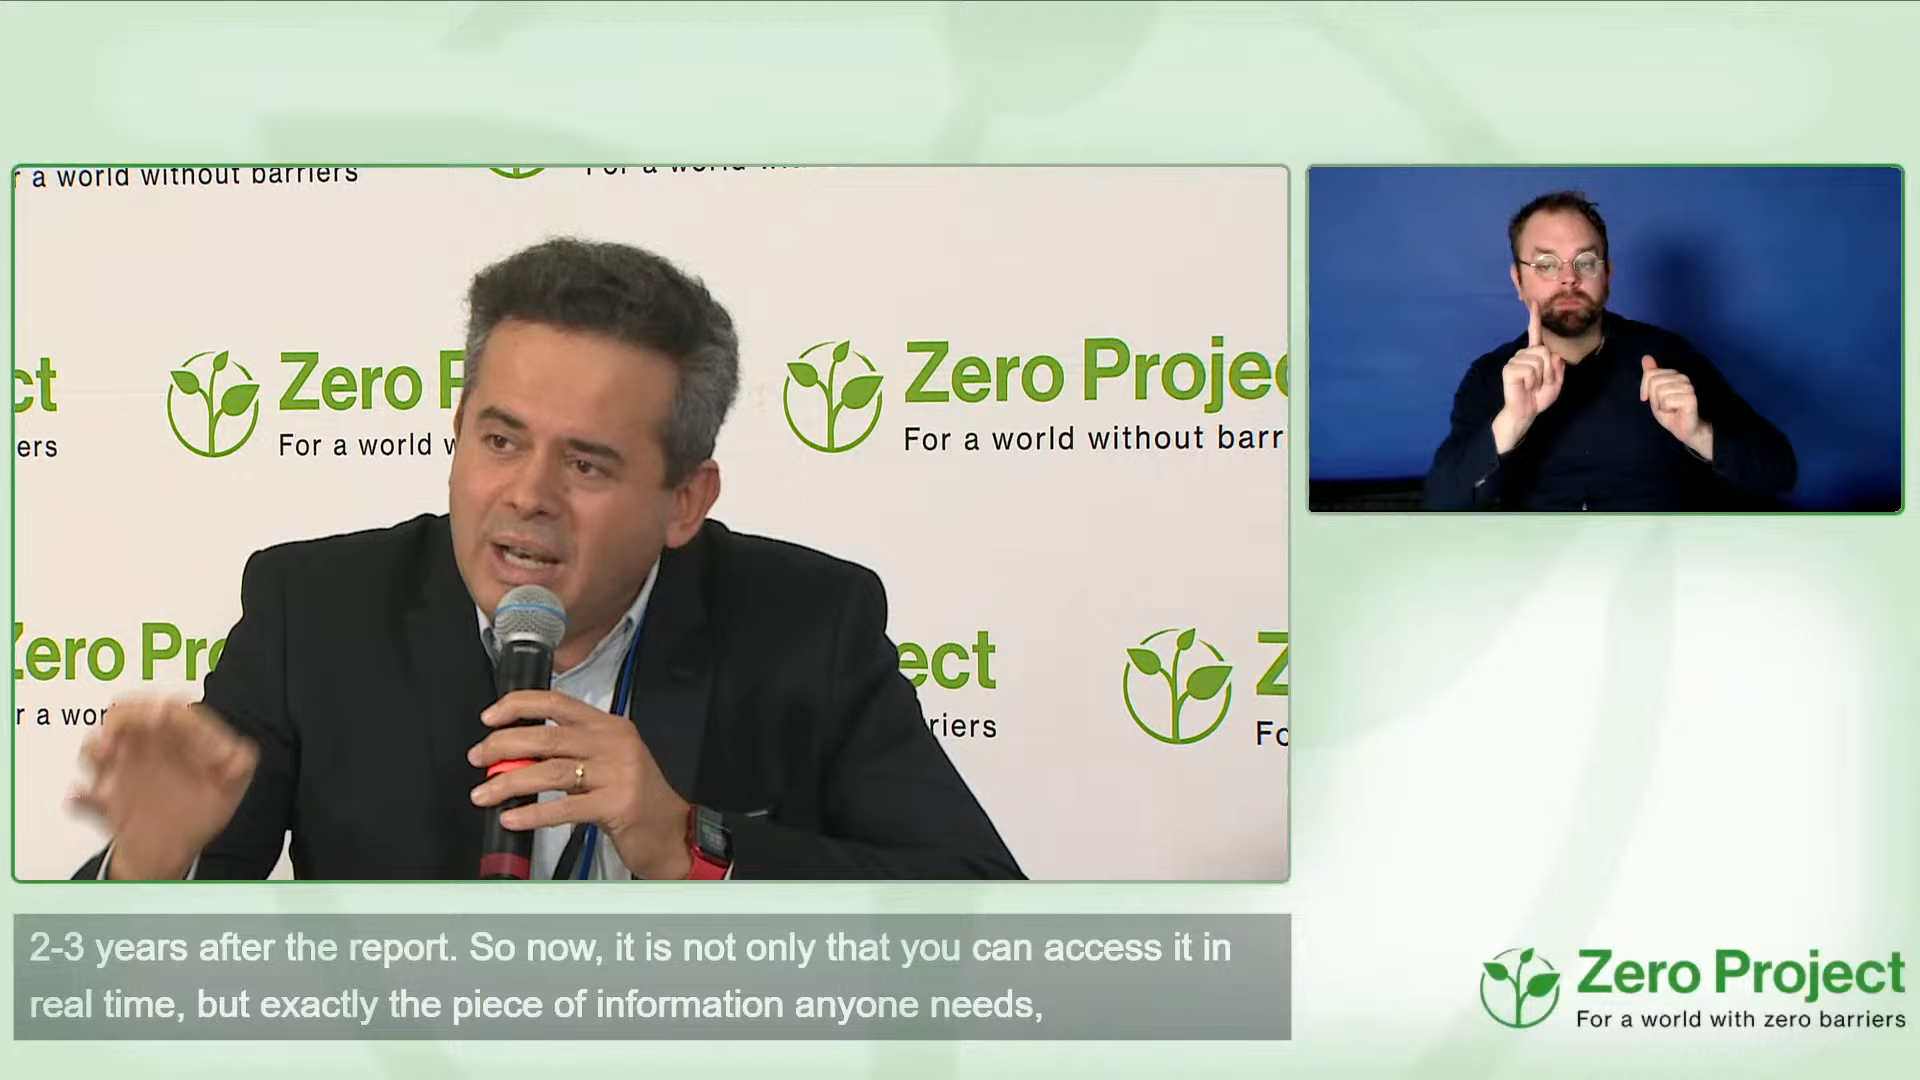 r a world without barriers
ct
ers
Zero P
For a world w
Zero Projec
For a world without barr
Zero Pro
r a wor
ect
riers
Z
Fo
2-3 years after the report. So now, it is not only that you can access it in
real time, but exactly the piece of information anyone needs,
Zero Project
For a world with zero barriers